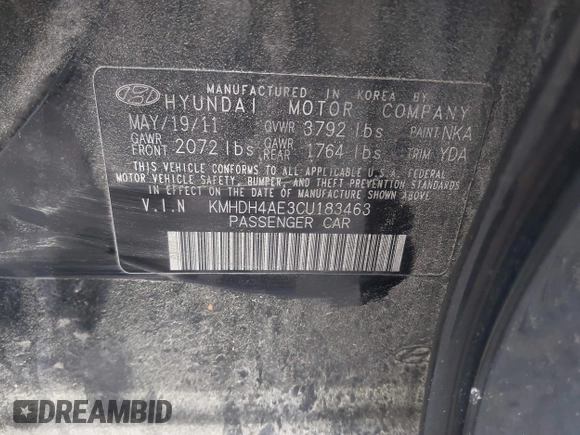 MANUFACTURED IN KOREA BY
HYUNDAI MOTOR COMPANY
MAY/19/11 GVWR 3792 lbs PAINT NKA
GAWR FRONT 2072 lbs GAWR REAR 1764 lbs TRIM YDA
THIS VEHICLE CONFORMS TO ALL APPLICABLE U.S.A. FEDERAL
MOTOR VEHICLE SAFETY, BUMPER, AND THEFT PREVENTION STANDARDS
IN EFFECT ON THE DATE OF MANUFACTURE SHOWN ABOVE.
V.I.N KMHDH4AE3CU183463
PASSENGER CAR
DREAMBID